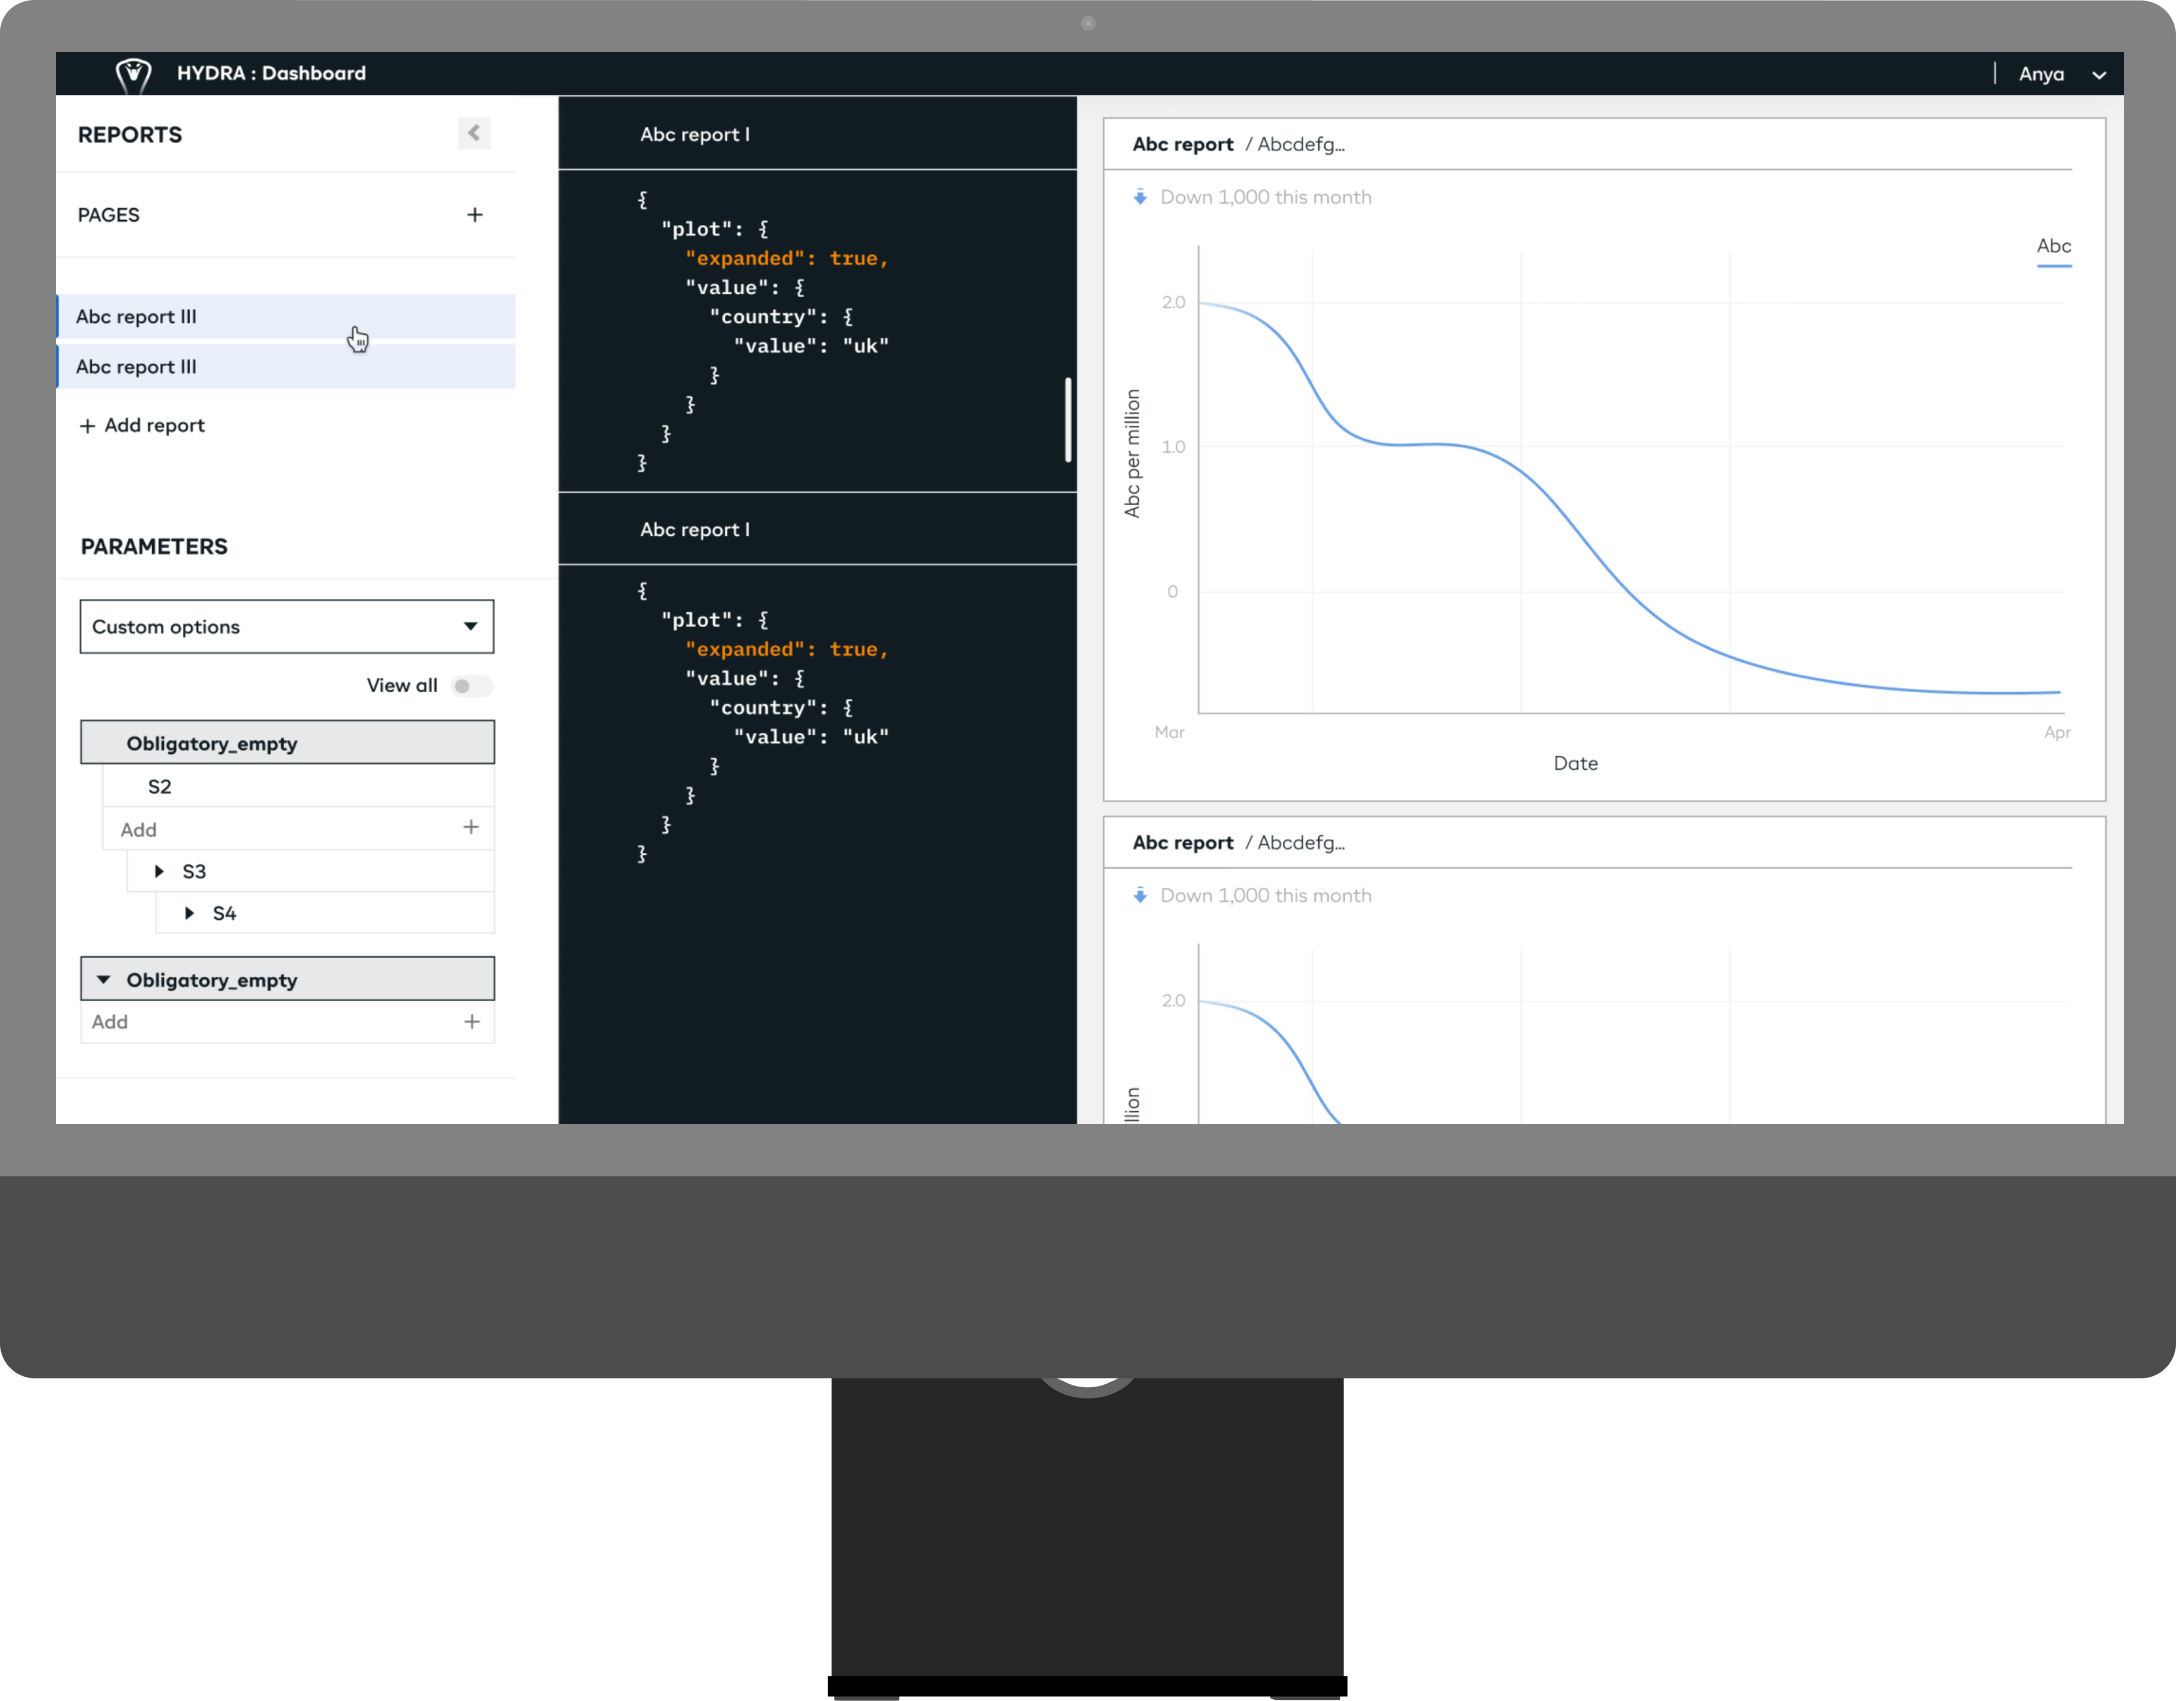 HYDRA : Dashboard
Anya
REPORTS
PAGES
Abc report III
Abc report III
+ Add report
PARAMETERS
Custom options
View all
Obligatory_empty
S2
Add +
S3
S4
Obligatory_empty
Add +
Abc report I
{
"plot": {
"expanded": true,
"value": {
"country": {
"value": "uk"
}
}
}
}
Abc report I
{
"plot": {
"expanded": true,
"value": {
"country": {
"value": "uk"
}
}
}
}
Abc report / Abcdefg...
Down 1,000 this month
Abc
2.0
1.0
0
Abc per million
Mar
Apr
Date
Abc report / Abcdefg...
Down 1,000 this month
2.0
llion